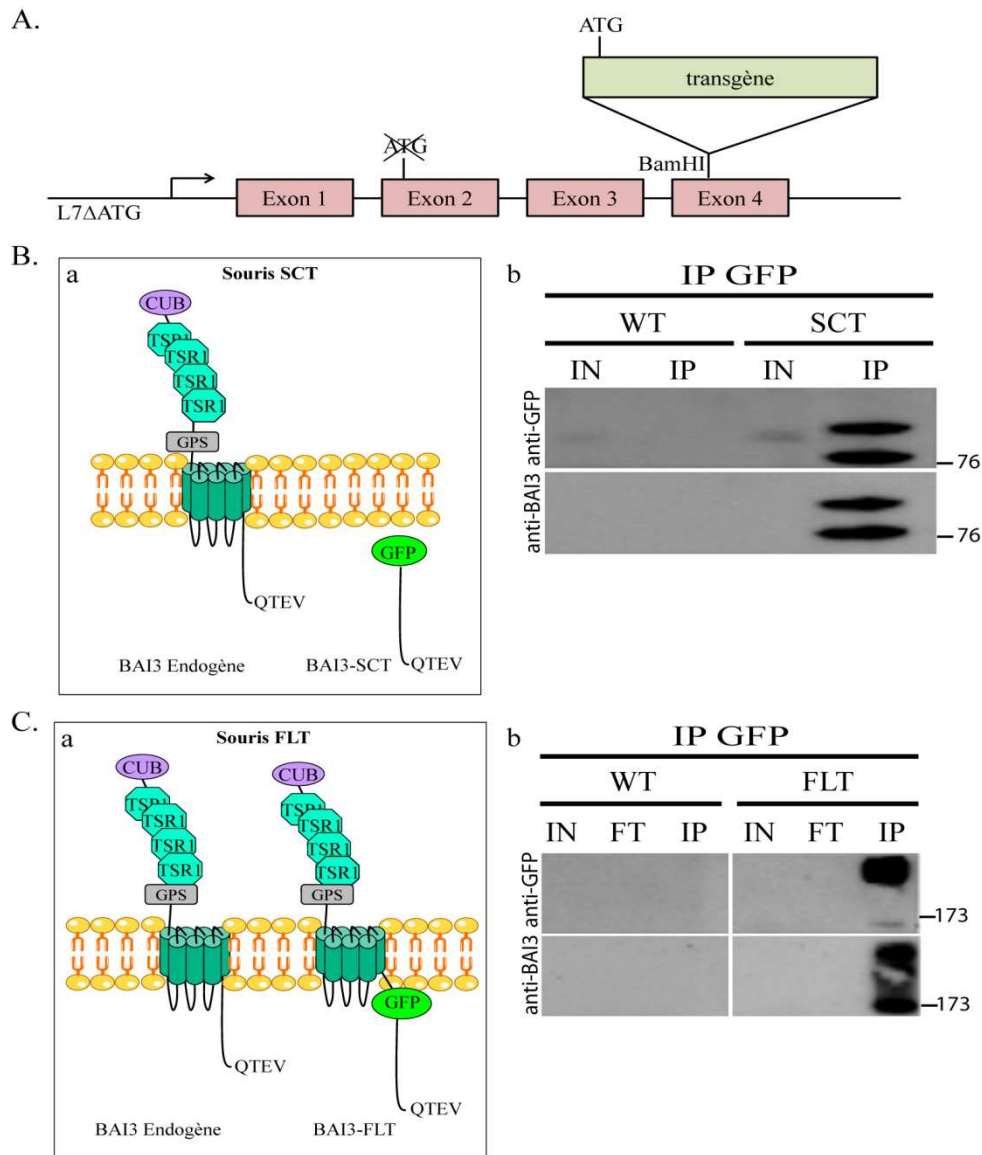 A.
ATG
transgène
ATG
BamHI
L7ΔATG
Exon 1
Exon 2
Exon 3
Exon 4
B.
a
Souris SCT
CUB
TSR1
TSR1
TSR1
TSR1
GPS
GFP
QTEV
QTEV
BAI3 Endogène
BAI3-SCT
b
IP GFP
WT
SCT
IN
IP
IN
IP
anti-GFP
76
anti-BAI3
76
C.
a
Souris FLT
CUB
TSR1
TSR1
TSR1
TSR1
GPS
CUB
TSR1
TSR1
TSR1
TSR1
GPS
GFP
QTEV
QTEV
BAI3 Endogène
BAI3-FLT
b
IP GFP
WT
FLT
IN
FT
IP
IN
FT
IP
anti-GFP
173
anti-BAI3
173